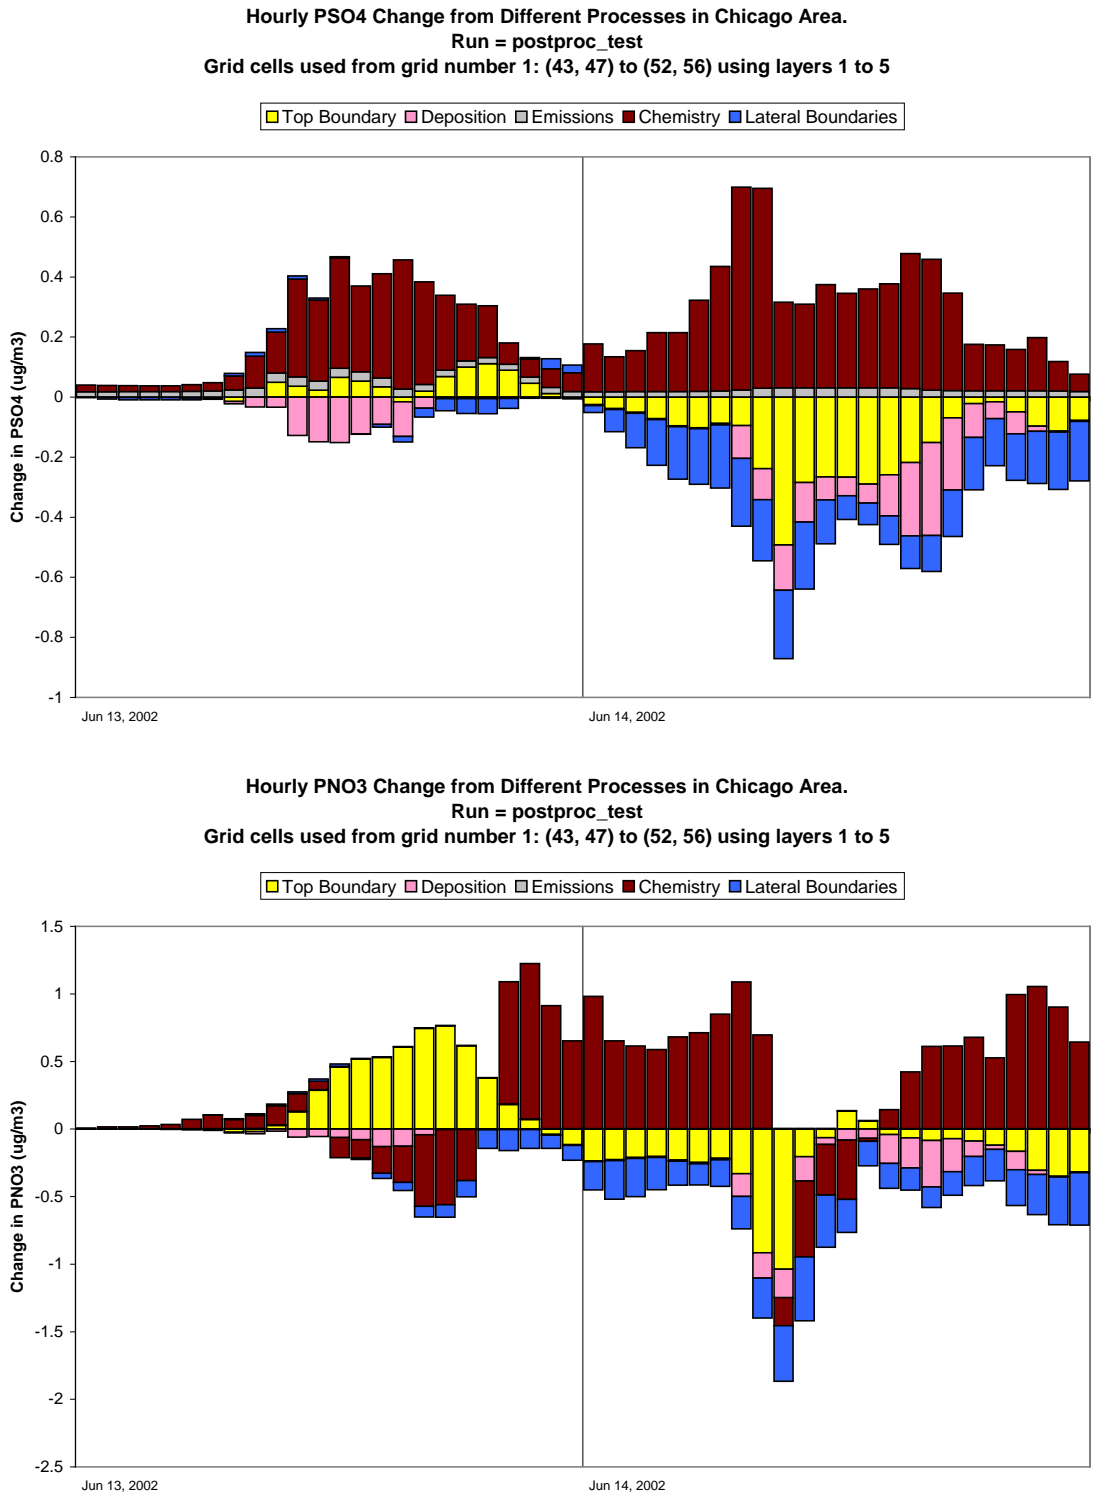 Hourly PSO4 Change from Different Processes in Chicago Area.
Run = postproc_test
Grid cells used from grid number 1: (43, 47) to (52, 56) using layers 1 to 5
Top Boundary Deposition Emissions Chemistry Lateral Boundaries
Change in PSO4 (ug/m3)
0.8
0.6
0.4
0.2
0
-0.2
-0.4
-0.6
-0.8
-1
Jun 13, 2002 Jun 14, 2002
Hourly PNO3 Change from Different Processes in Chicago Area.
Run = postproc_test
Grid cells used from grid number 1: (43, 47) to (52, 56) using layers 1 to 5
Top Boundary Deposition Emissions Chemistry Lateral Boundaries
Change in PNO3 (ug/m3)
1.5
1
0.5
0
-0.5
-1
-1.5
-2
-2.5
Jun 13, 2002 Jun 14, 2002